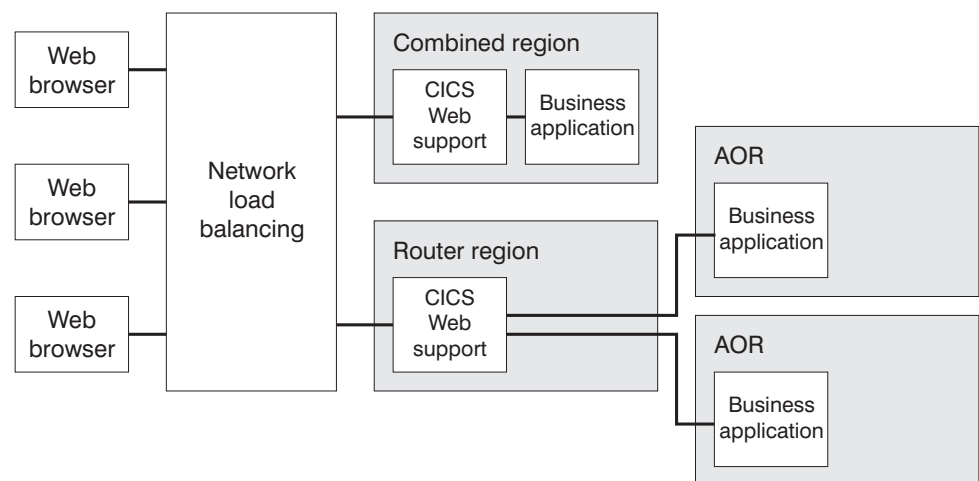 Web
browser
Web
browser
Web
browser
Network
load
balancing
Combined region
CICS
Web
support
Business
application
Router region
CICS
Web
support
AOR
Business
application
AOR
Business
application